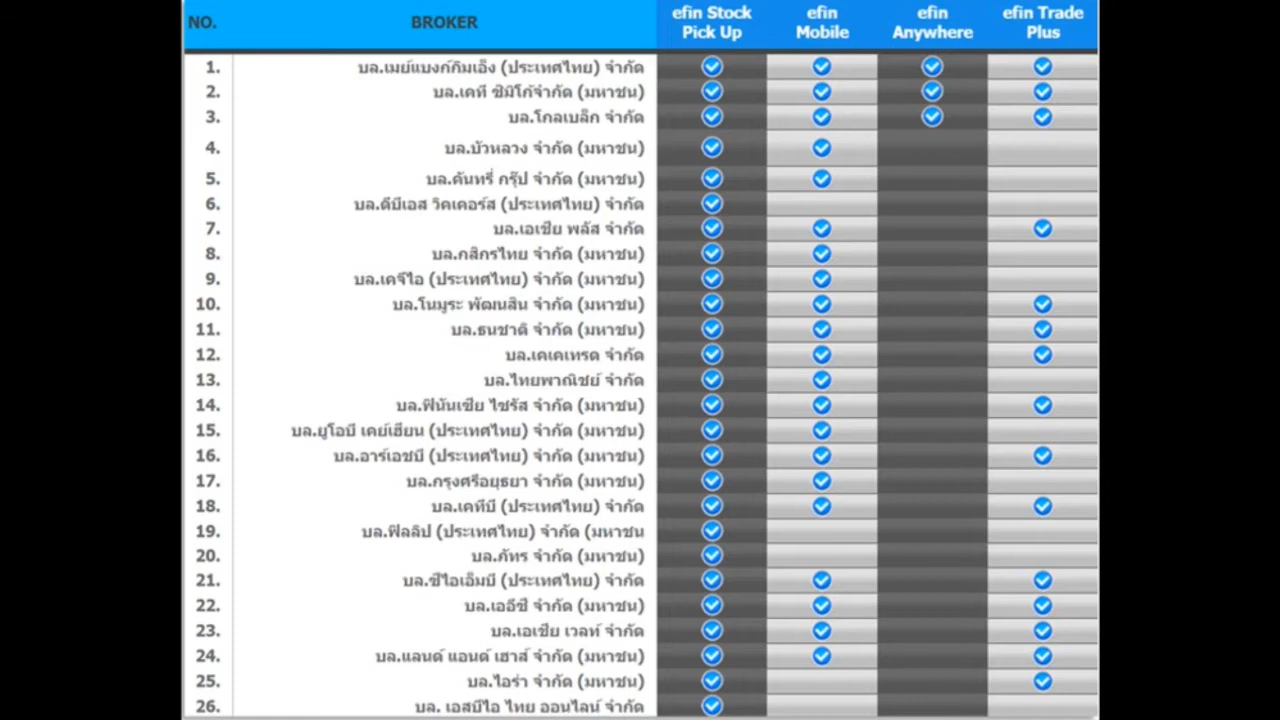 NO. BROKER efin Stock Pick Up efin Mobile efin Anywhere efin Trade Plus
1. บล.เมย์แบงก์กิมเอ็ง (ประเทศไทย) จำกัด
2. บล.เคที ซิมิโก้จำกัด (มหาชน)
3. บล.โกลเบล็ก จำกัด
4. บล.บัวหลวง จำกัด (มหาชน)
5. บล.คันทรี่ กรุ๊ป จำกัด (มหาชน)
6. บล.ดีบีเอส วิคเคอร์ส (ประเทศไทย) จำกัด
7. บล.เอเซีย พลัส จำกัด
8. บล.กสิกรไทย จำกัด (มหาชน)
9. บล.เคจีไอ (ประเทศไทย) จำกัด (มหาชน)
10. บล.โนมูระ พัฒนสิน จำกัด (มหาชน)
11. บล.ธนชาติ จำกัด (มหาชน)
12. บล.เคเคเทรด จำกัด
13. บล.ไทยพาณิชย์ จำกัด
14. บล.ฟินันเซีย ไซรัส จำกัด (มหาชน)
15. บล.ยูโอบี เคย์เฮียน (ประเทศไทย) จำกัด (มหาชน)
16. บล.อาร์เอชบี (ประเทศไทย) จำกัด (มหาชน)
17. บล.กรุงศรีอยุธยา จำกัด (มหาชน)
18. บล.เคทีบี (ประเทศไทย) จำกัด
19. บล.ฟิลลิป (ประเทศไทย) จำกัด (มหาชน
20. บล.ภัทร จำกัด (มหาชน)
21. บล.ซีไอเอ็มบี (ประเทศไทย) จำกัด
22. บล.เออีซี จำกัด (มหาชน)
23. บล.เอเชีย เวลท์ จำกัด
24. บล.แลนด์ แอนด์ เฮาส์ จำกัด (มหาชน)
25. บล.ไอร่า จำกัด (มหาชน)
26. บล. เอสบีไอ ไทย ออนไลน์ จำกัด